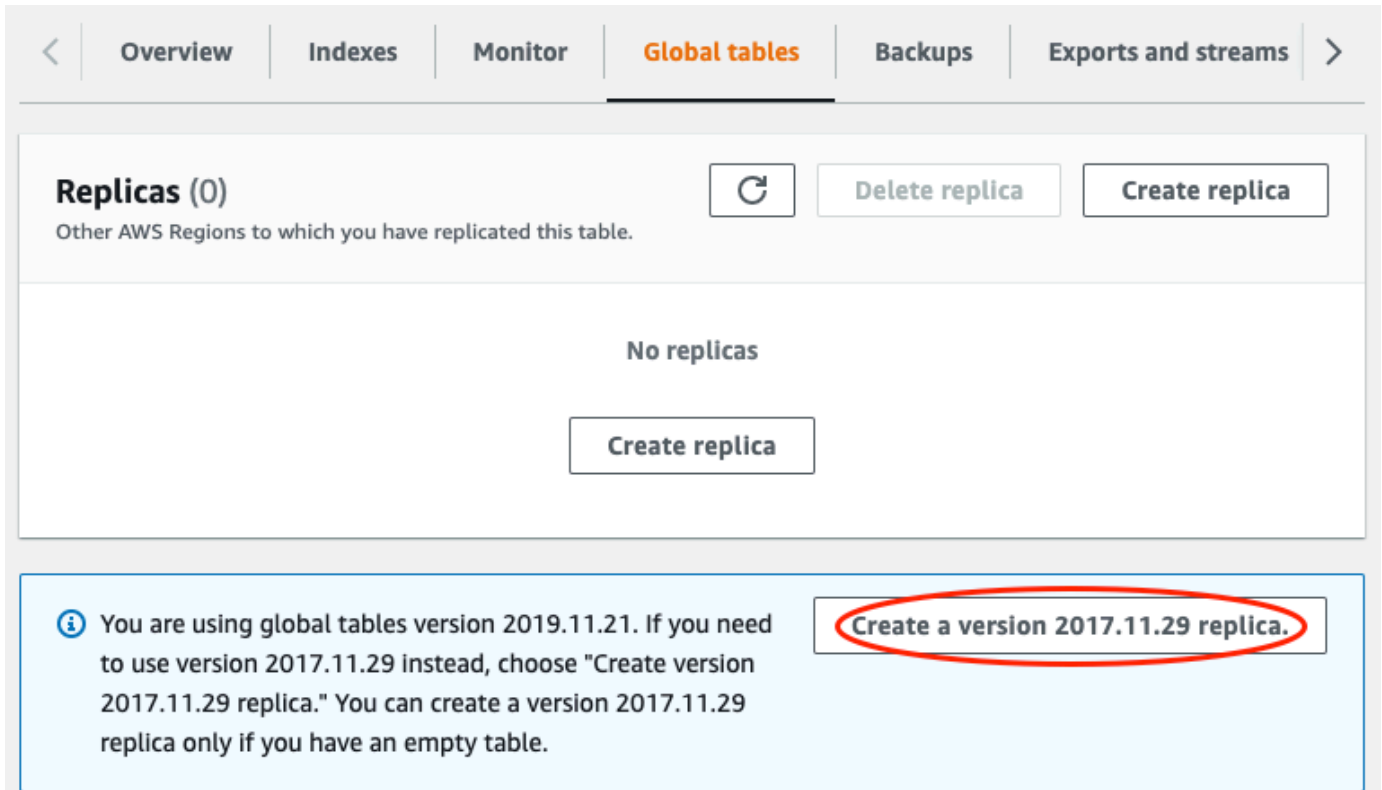 Overview Indexes Monitor Global tables Backups Exports and streams
Replicas (0)
Delete replica
Create replica
Other AWS Regions to which you have replicated this table.
No replicas
Create replica
You are using global tables version 2019.11.21. If you need
to use version 2017.11.29 instead, choose "Create version
2017.11.29 replica." You can create a version 2017.11.29
replica only if you have an empty table.
Create a version 2017.11.29 replica.